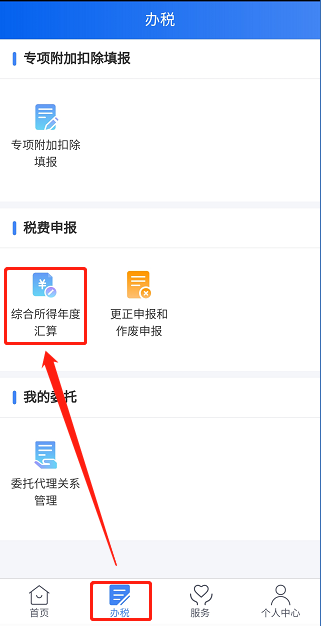 办税
专项附加扣除填报
专项附加扣除
填报
税费申报
综合所得年度
汇算
更正申报和
作废申报
我的委托
委托代理关系
管理
首页
办税
服务
个人中心